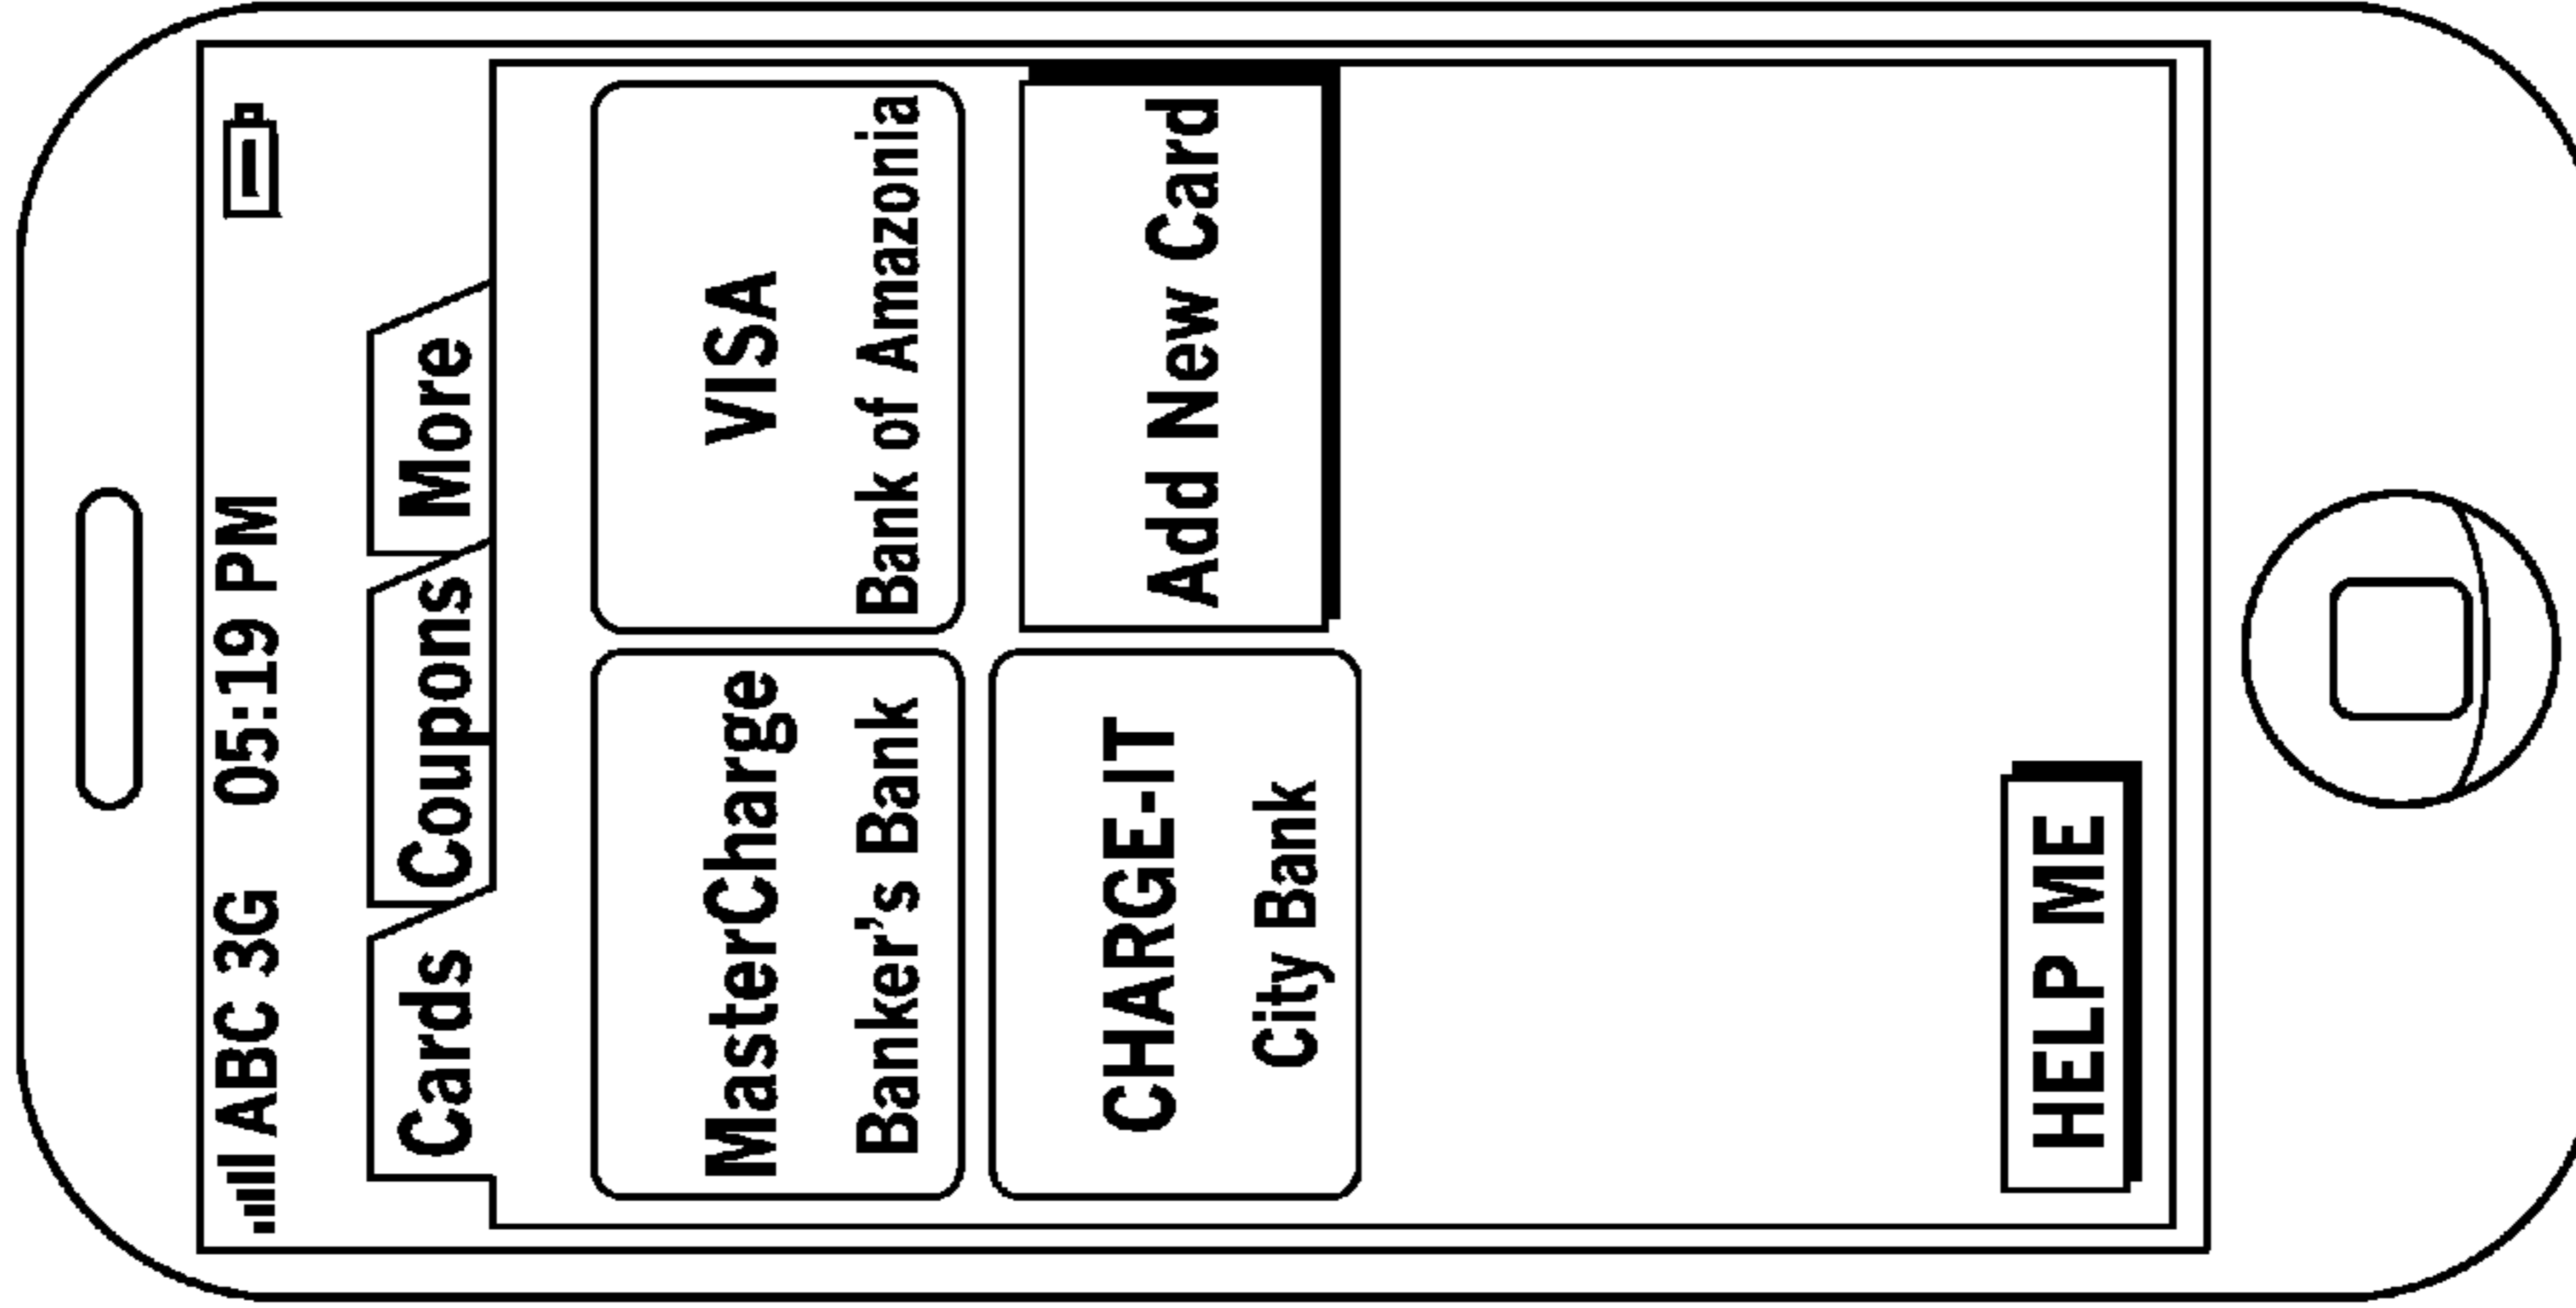 ABC 3G 05:19 PM
Cards Coupons More
MasterCharge
Banker's Bank
VISA
Bank of Amazonia
CHARGE-IT
City Bank
Add New Card
HELP ME